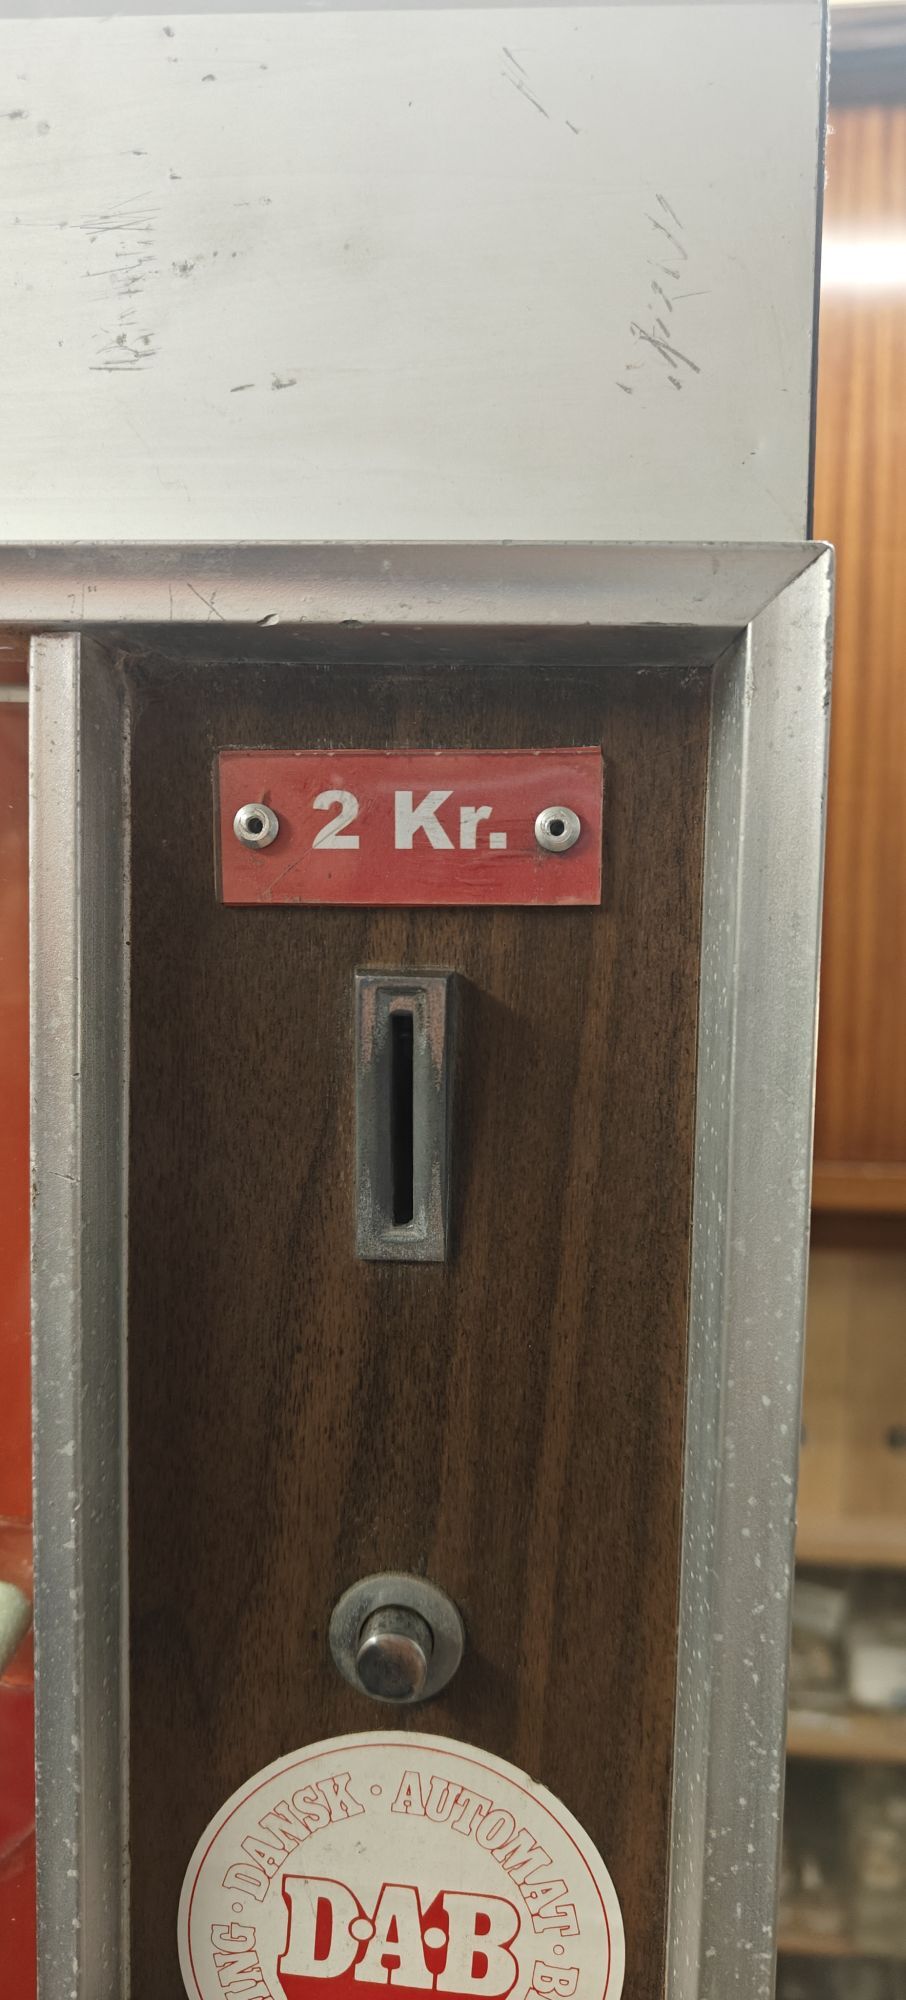 2 Kr.
DANSK · AUTOMAT ·
D·A·B